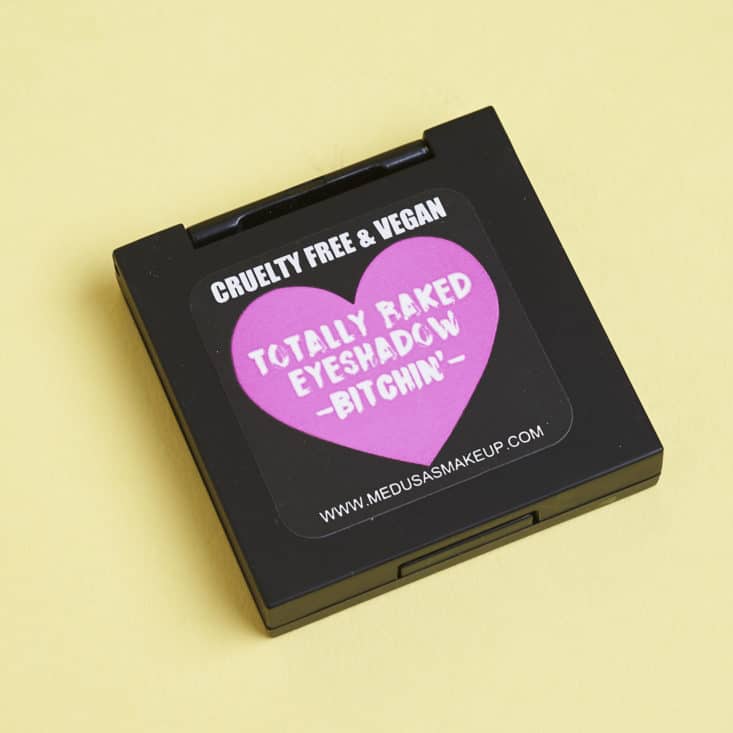 CRUELTY FREE & VEGAN
TOTALLY BAKED
EYESHADOW
-BITCHIN'-
WWW.MEDUSASMAKEUP.COM